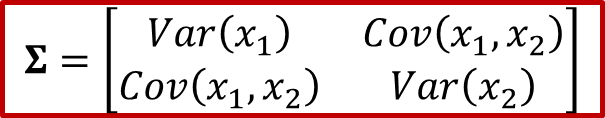 Σ = [ Var(x₁) Cov(x₁, x₂)
Cov(x₁, x₂) Var(x₂) ]